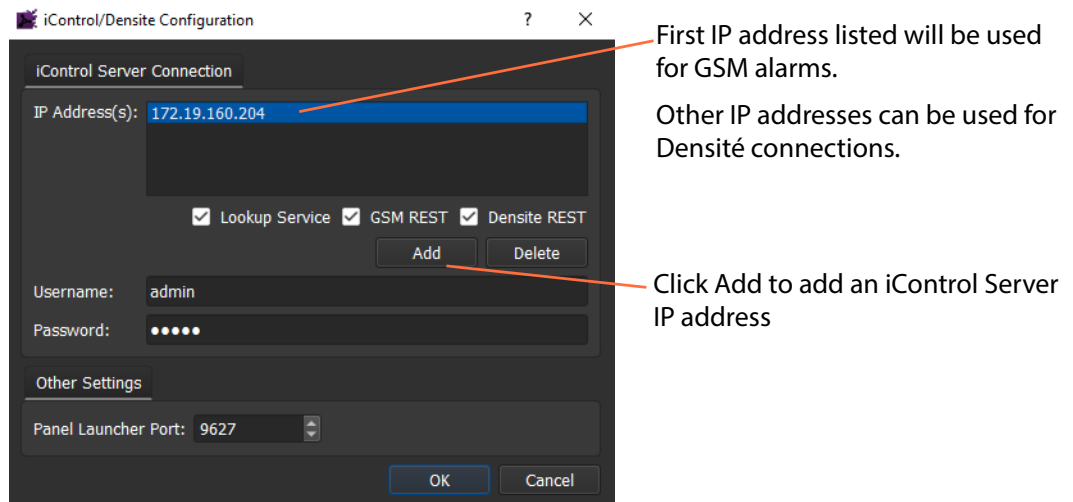 iControl/Densite Configuration ? ×
First IP address listed will be used
for GSM alarms.
Other IP addresses can be used for
Densité connections.
iControl Server Connection
IP Address(s): 172.19.160.204
Lookup Service GSM REST Densite REST
Add Delete
Click Add to add an iControl Server
IP address
Username: admin
Password: •••••
Other Settings
Panel Launcher Port: 9627
OK Cancel